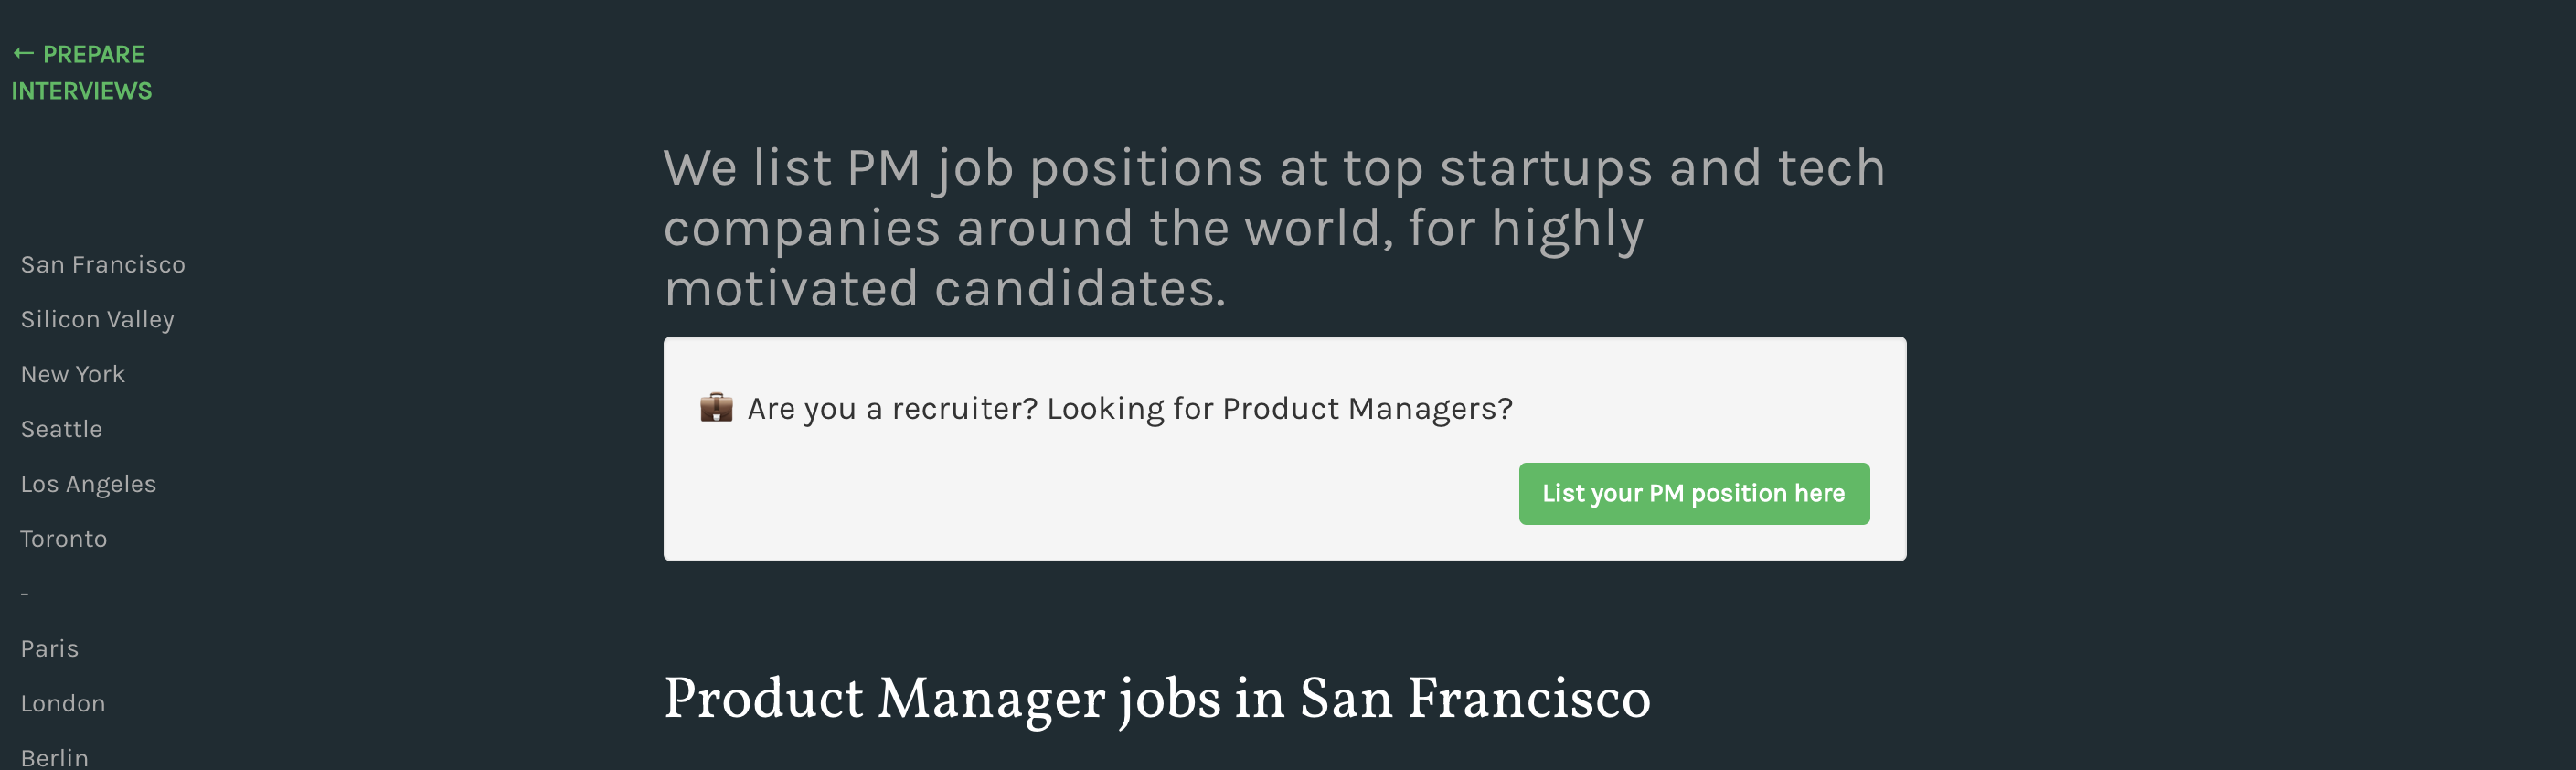 ← PREPARE
INTERVIEWS
San Francisco
Silicon Valley
New York
Seattle
Los Angeles
Toronto
-
Paris
London
Berlin
We list PM job positions at top startups and tech
companies around the world, for highly
motivated candidates.
💼 Are you a recruiter? Looking for Product Managers?
List your PM position here
Product Manager jobs in San Francisco